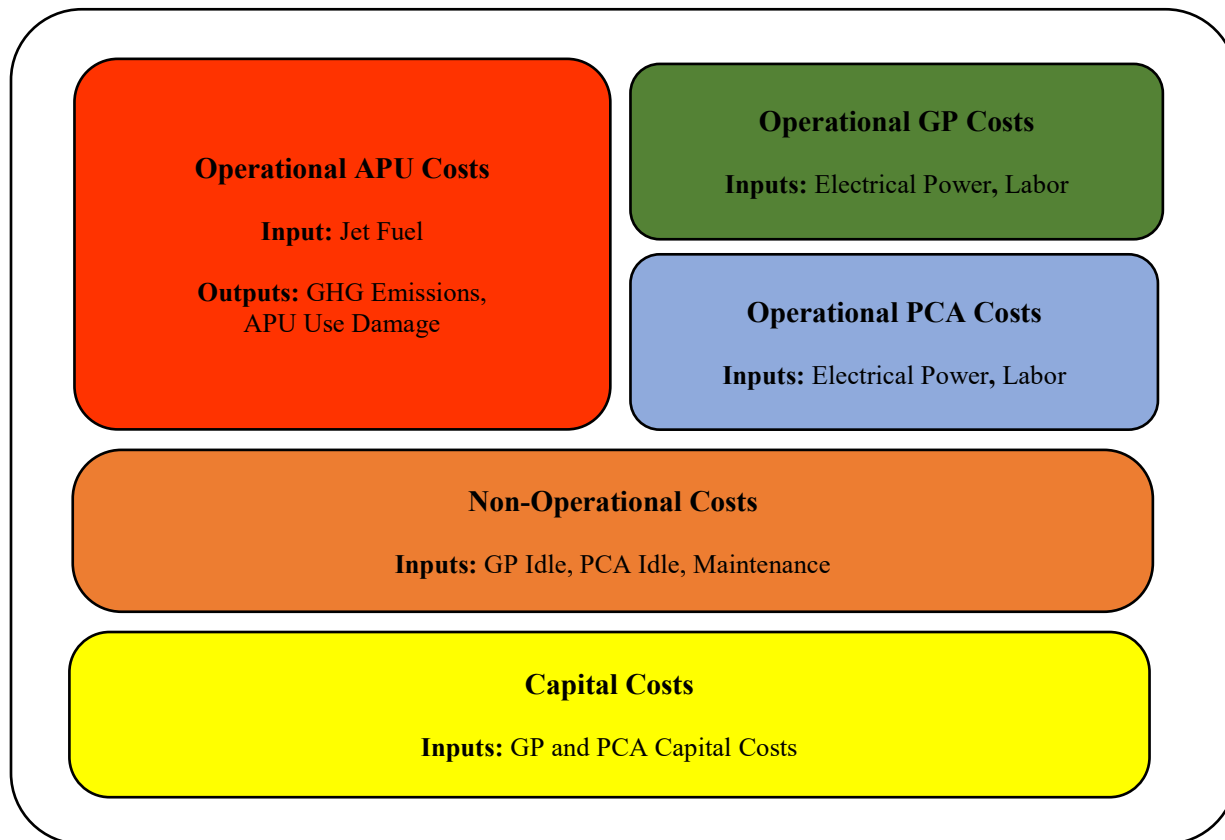 Operational APU Costs
Input: Jet Fuel
Outputs: GHG Emissions,
APU Use Damage
Operational GP Costs
Inputs: Electrical Power, Labor
Operational PCA Costs
Inputs: Electrical Power, Labor
Non-Operational Costs
Inputs: GP Idle, PCA Idle, Maintenance
Capital Costs
Inputs: GP and PCA Capital Costs